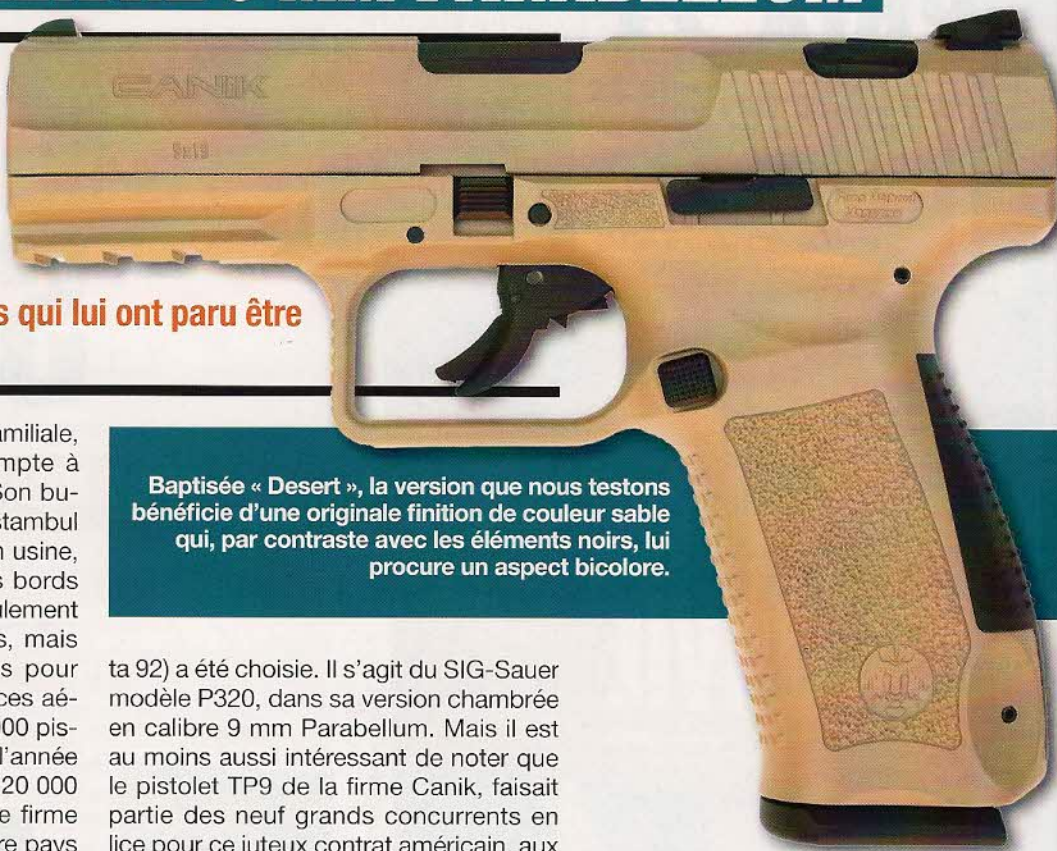 CANIK
9x19
s qui lui ont paru être
amiliale,
mpte à
Son bu-
stambul
n usine,
s bords
ulement
s, mais
s pour
ces aé-
000 pis-
l'année
20 000
e firme
re pays
Baptisée « Desert », la version que nous testons
bénéficie d'une originale finition de couleur sable
qui, par contraste avec les éléments noirs, lui
procure un aspect bicolore.
ta 92) a été choisie. Il s'agit du SIG-Sauer
modèle P320, dans sa version chambrée
en calibre 9 mm Parabellum. Mais il est
au moins aussi intéressant de noter que
le pistolet TP9 de la firme Canik, faisait
partie des neuf grands concurrents en
lice pour ce juteux contrat américain, aux